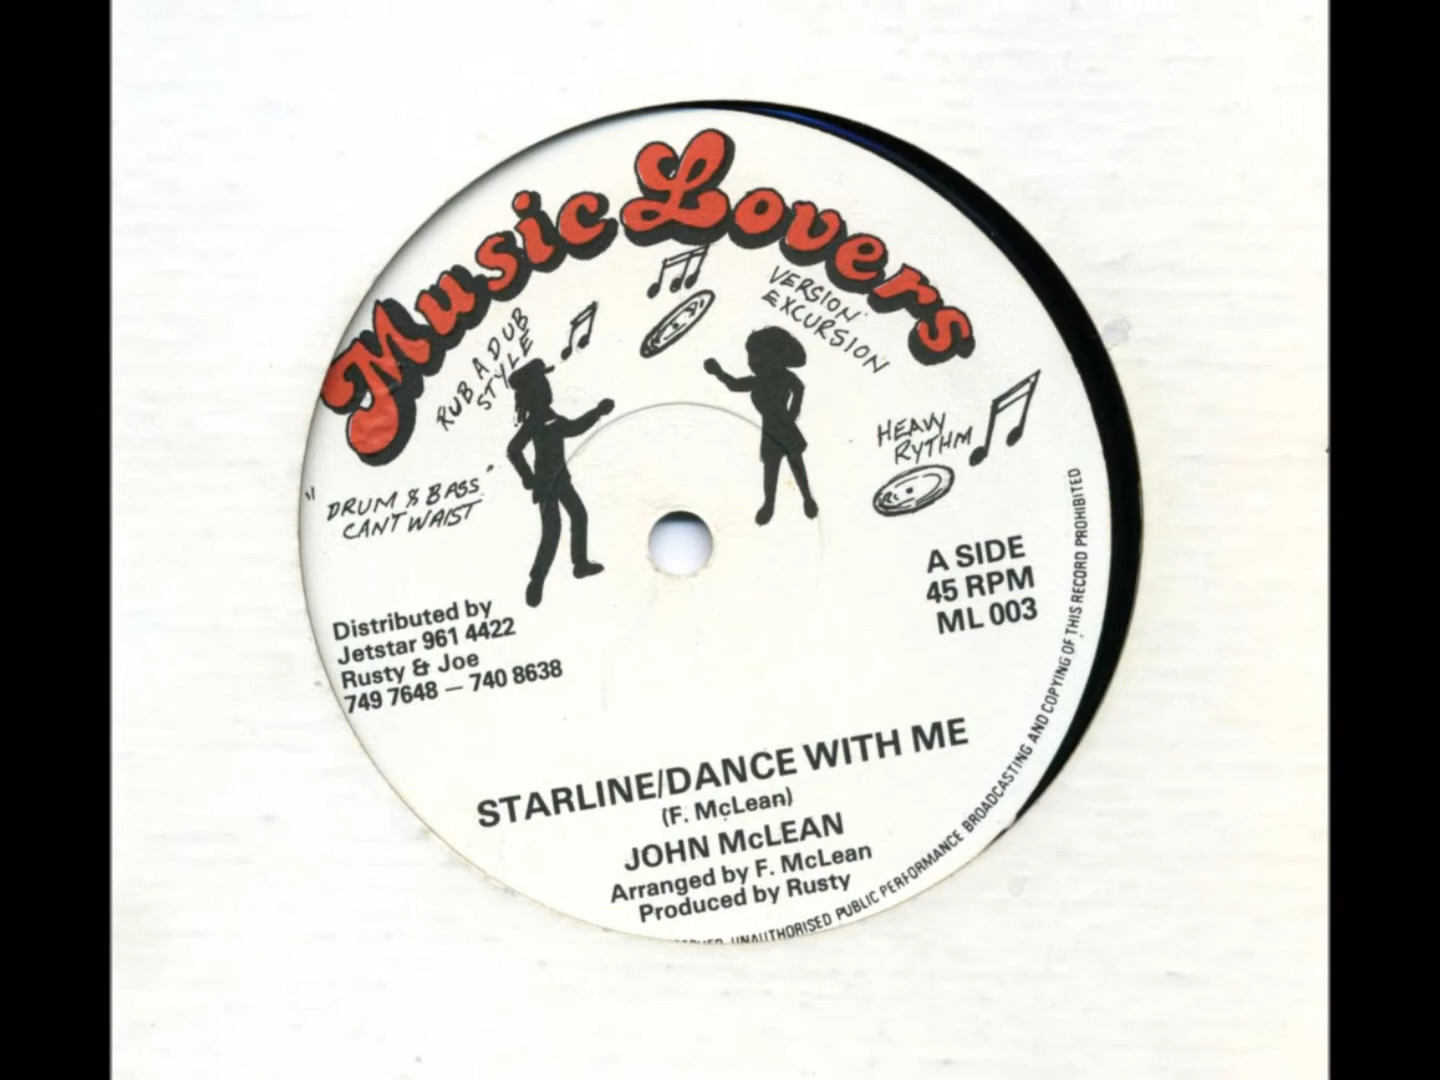 Music Lovers
RUB A DUB
STYLE
VERSION
EXCURSION
HEAVY
RYTHM
"DRUM & BASS"
CANT WAIST
A SIDE
45 RPM
ML 003
Distributed by
Jetstar 961 4422
Rusty & Joe
749 7648 — 740 8638
STARLINE/DANCE WITH ME
(F. McLean)
JOHN McLEAN
Arranged by F. McLean
Produced by Rusty
UNAUTHORISED PUBLIC PERFORMANCE BROADCASTING AND COPYING OF THIS RECORD PROHIBITED